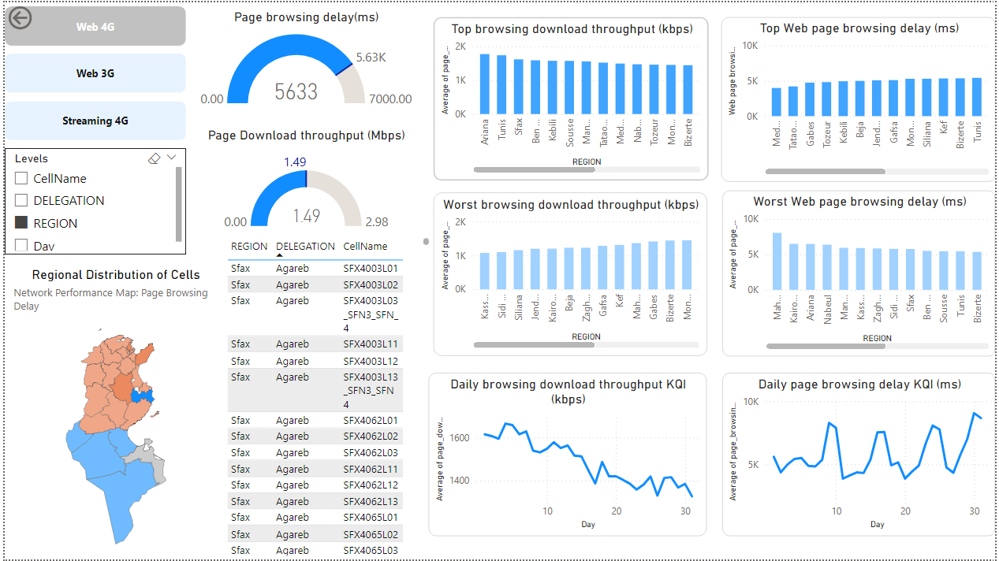 Web 4G
Web 3G
Streaming 4G
Levels
CellName
DELEGATION
REGION
Day
Regional Distribution of Cells
Network Performance Map: Page Browsing
Delay
Page browsing delay(ms)
5.63K
5633
0.00
7000.00
Page Download throughput (Mbps)
1.49
1.49
0.00
2.98
REGION DELEGATION CellName
Sfax Agareb SFX4003L01
Sfax Agareb SFX4003L02
Sfax Agareb SFX4003L03
_SFN3_SFN_
4
Sfax Agareb SFX4003L11
Sfax Agareb SFX4003L12
Sfax Agareb SFX4003L13
_SFN3_SFN
4
Sfax Agareb SFX4062L01
Sfax Agareb SFX4062L02
Sfax Agareb SFX4062L03
Sfax Agareb SFX4062L11
Sfax Agareb SFX4062L12
Sfax Agareb SFX4062L13
Sfax Agareb SFX4065L01
Sfax Agareb SFX4065L02
Sfax Agareb SFX4065L03
Top browsing download throughput (kbps)
Average of page_...
2K
1K
0K
Ariana
Tunis
Sfax
Ben ...
Kebili
Sousse
Man...
Tatao...
Med...
Nab...
Tozeur
Mon...
Bizerte
REGION
Top Web page browsing delay (ms)
Web page browsi...
10K
5K
0K
Med...
Tatao...
Gabes
Tozeur
Kebili
Beja
Jend...
Gafsa
Mon...
Siliana
Kef
Bizerte
Tunis
Worst browsing download throughput (kbps)
Average of page_...
2K
1K
0K
Kass...
Sidi ...
Siliana
Jend...
Kairo...
Beja
Zagh...
Gafsa
Kef
Mah...
Gabes
Bizerte
Mon...
REGION
Worst Web page browsing delay (ms)
Average of page_...
10K
5K
0K
Mah...
Kairo...
Ariana
Nabeul
Man...
Kass...
Zagh...
Sidi ...
Sfax
Ben ...
Sousse
Tunis
Bizerte
REGION
Daily browsing download throughput KQI
(kbps)
Average of page_dow...
1600
1400
10
20
30
Day
Daily page browsing delay KQI (ms)
Average of page_browsin...
10K
5K
10
20
30
Day